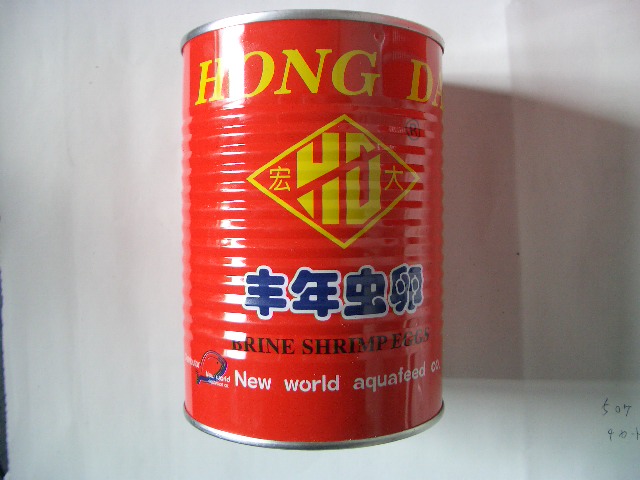 HONG DA
®
宏 HD 大
丰年虫卵
BRINE SHRIMP EGGS
New world aquafeed co.